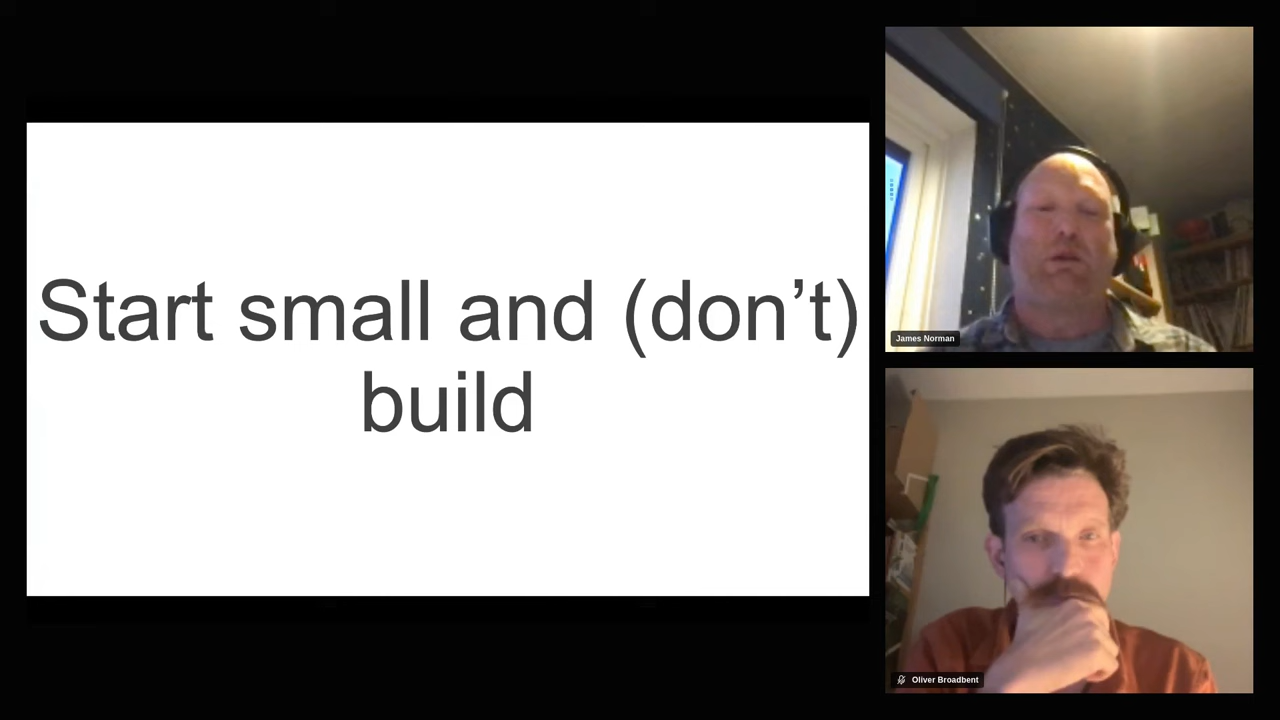 Start small and (don’t)
build
James Norman
Oliver Broadbent